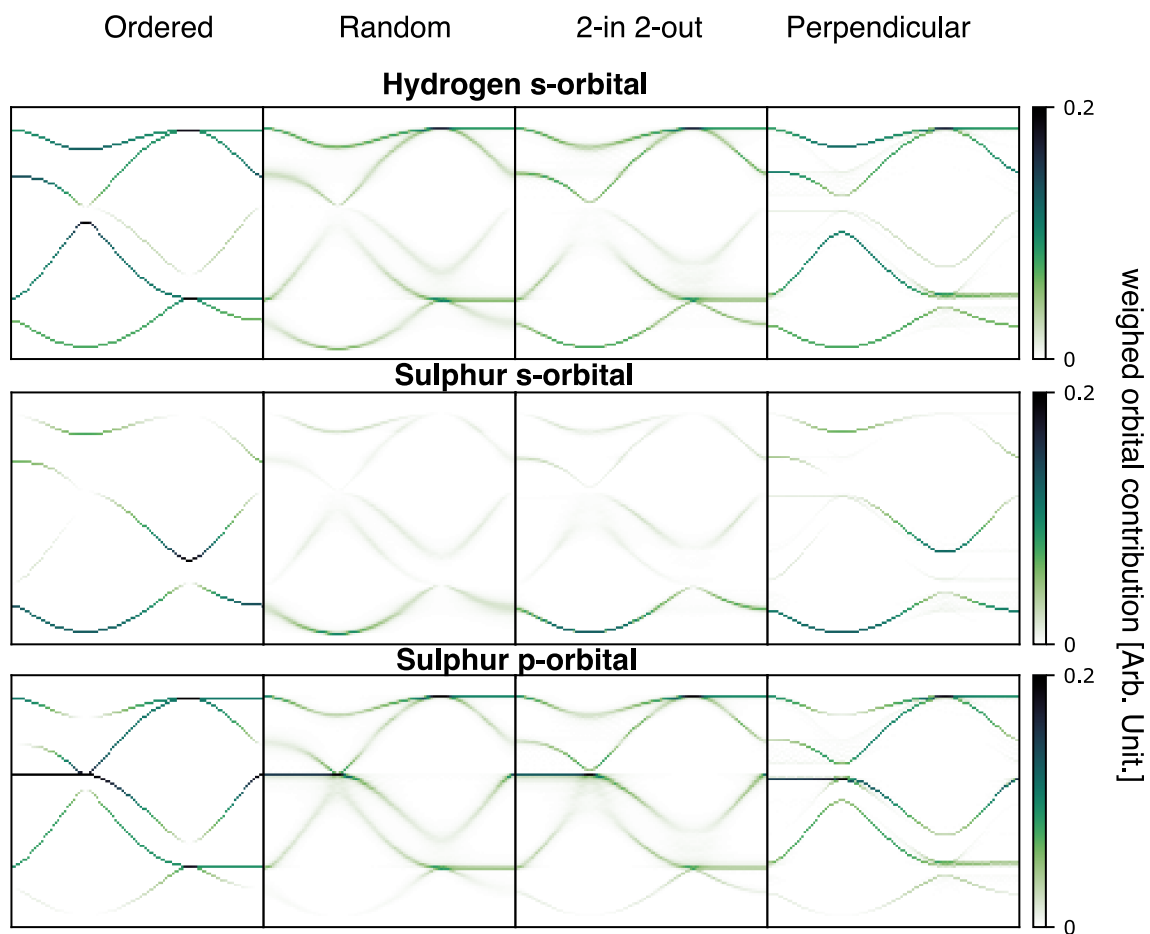 Ordered Random 2-in 2-out Perpendicular
Hydrogen s-orbital
0.2
0
Sulphur s-orbital
0.2
0
Sulphur p-orbital
0.2
0
weighed orbital contribution [Arb. Unit.]